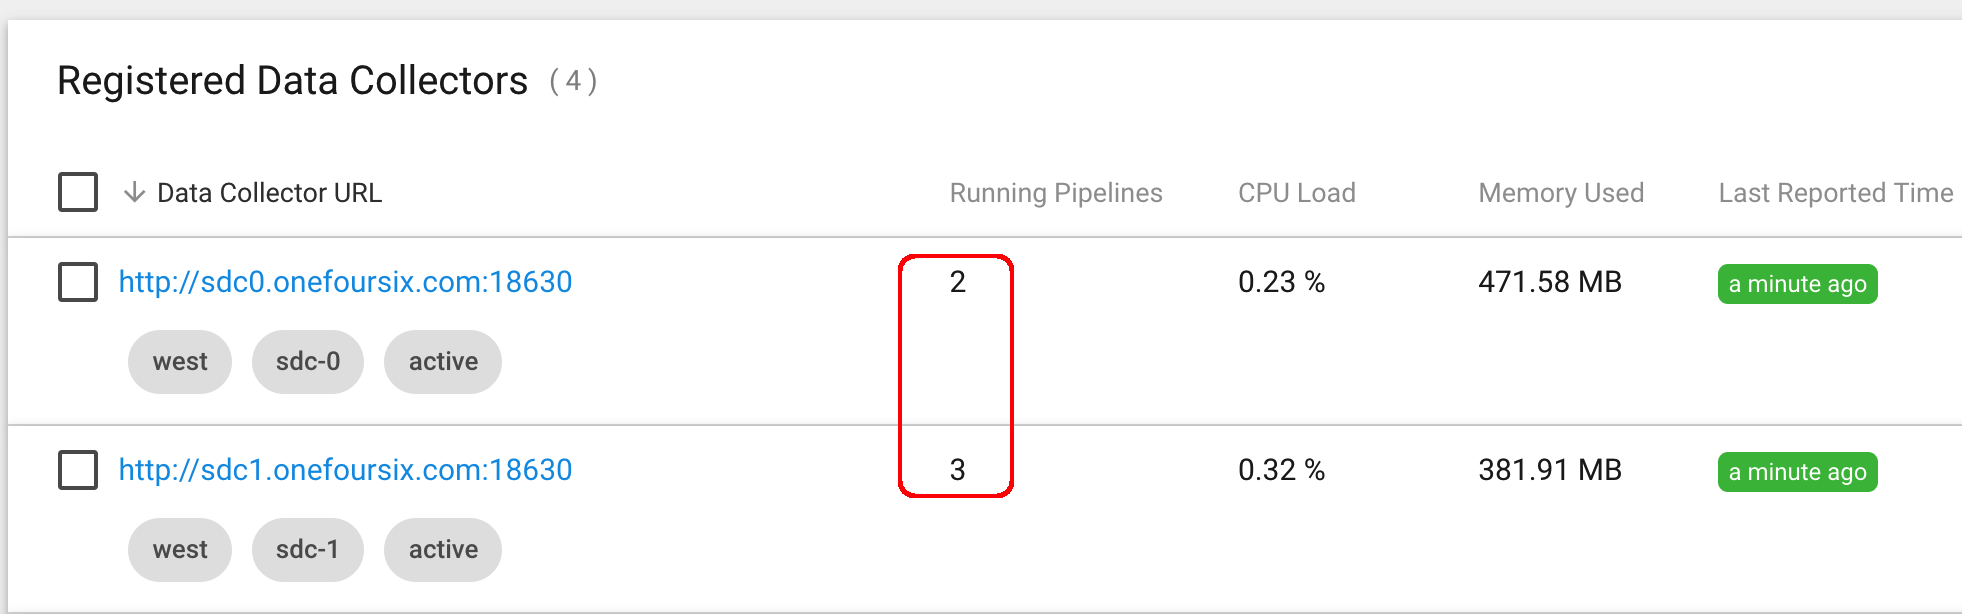 Registered Data Collectors ( 4 )
Data Collector URL Running Pipelines CPU Load Memory Used Last Reported Time
http://sdc0.onefoursix.com:18630 2 0.23 % 471.58 MB a minute ago
west sdc-0 active
http://sdc1.onefoursix.com:18630 3 0.32 % 381.91 MB a minute ago
west sdc-1 active